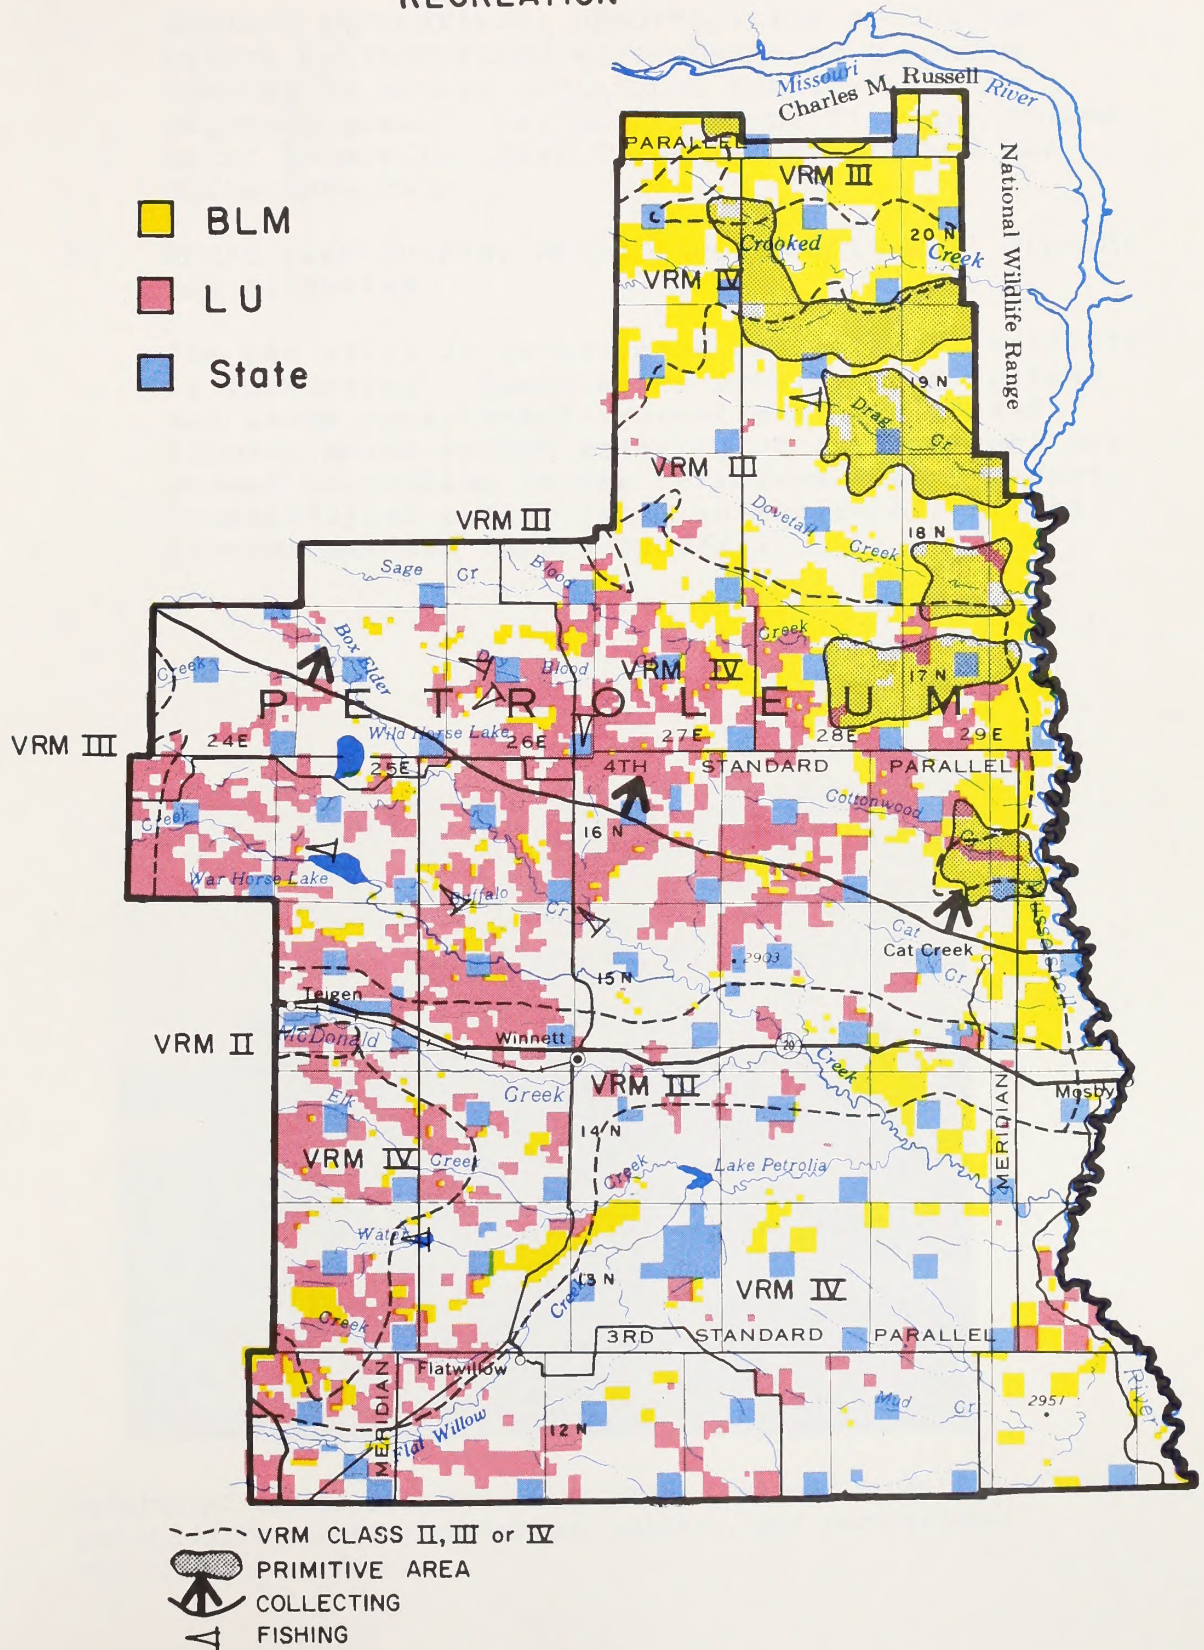 RECREATION
Missouri River
Charles M. Russell
National Wildlife Range
PARALLEL
BLM
LU
State
VRM III
20 N
Crooked
Creek
VRM IV
19 N
Drag Cr
VRM III
Dovetail Creek
18 N
VRM III
Sage Cr
Blood
Creek
Box Elder
Creek
Dry Blood
VRM IV
17 N
PETROLEUM
VRM III
24E
Wild Horse Lake
26E
27E
28E
29E
25E
4TH STANDARD PARALLEL
Cottonwood
Cr
Creek
16 N
War Horse Lake
Buffalo Cr
Cat
Cr
Cat Creek
2903
15 N
Teigen
McDonald
Winnett
VRM II
20
Creek
Creek
VRM III
Mosby
Elk
Creek
14 N
MERIDIAN
VRM IV
Creek
Lake Petrolia
Water
13 N
Creek
VRM IV
Creek
3RD STANDARD PARALLEL
Flatwillow
MERIDIAN
Mud Cr
2951
River
12 N
Flat Willow
VRM CLASS II, III or IV
PRIMITIVE AREA
COLLECTING
FISHING